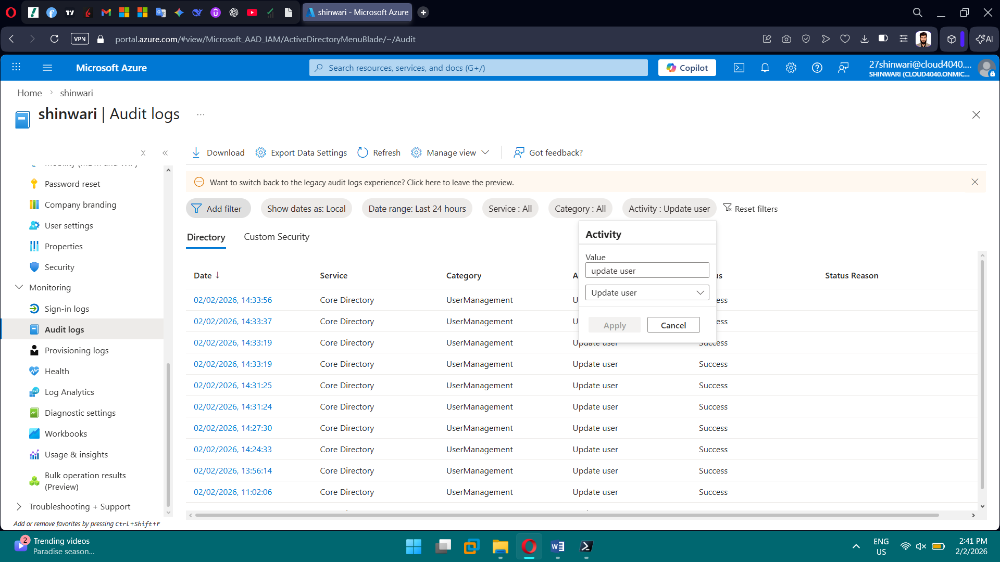 shinwari - Microsoft Azure
VPN
portal.azure.com/#view/Microsoft_AAD_IAM/ActiveDirectoryMenuBlade/~/Audit
AI
Microsoft Azure
Search resources, services, and docs (G+/)
Copilot
27shinwari@cloud4040....
SHINWARI (CLOUD4040.ONMIC...
Home
shinwari
shinwari | Audit logs
...
Download
Export Data Settings
Refresh
Manage view
Got feedback?
Want to switch back to the legacy audit logs experience? Click here to leave the preview.
Password reset
Company branding
User settings
Properties
Security
Monitoring
Sign-in logs
Audit logs
Provisioning logs
Health
Log Analytics
Diagnostic settings
Workbooks
Usage & insights
Bulk operation results
(Preview)
Troubleshooting + Support
Add or remove favorites by pressing Ctrl+Shift+F
Add filter
Show dates as: Local
Date range: Last 24 hours
Service : All
Category : All
Activity : Update user
Reset filters
Directory
Custom Security
Activity
Value
update user
Update user
Apply
Cancel
Date
Service
Category
Status Reason
02/02/2026, 14:33:56 Core Directory UserManagement
02/02/2026, 14:33:37 Core Directory UserManagement
02/02/2026, 14:33:19 Core Directory UserManagement Update user Success
02/02/2026, 14:33:19 Core Directory UserManagement Update user Success
02/02/2026, 14:31:25 Core Directory UserManagement Update user Success
02/02/2026, 14:31:24 Core Directory UserManagement Update user Success
02/02/2026, 14:27:30 Core Directory UserManagement Update user Success
02/02/2026, 14:24:33 Core Directory UserManagement Update user Success
02/02/2026, 13:56:14 Core Directory UserManagement Update user Success
02/02/2026, 11:02:06 Core Directory UserManagement Update user Success
2
Trending videos
Paradise season...
ENG
US
2:41 PM
2/2/2026